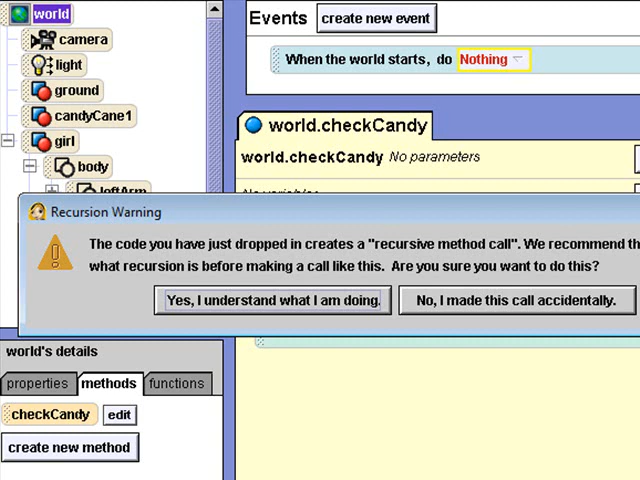 world
camera
light
ground
candyCane1
girl
body
leftArm
Events create new event
When the world starts, do Nothing
world.checkCandy
world.checkCandy No parameters
Recursion Warning
The code you have just dropped in creates a "recursive method call". We recommend th
what recursion is before making a call like this. Are you sure you want to do this?
Yes, I understand what I am doing. No, I made this call accidentally.
world's details
properties methods functions
checkCandy edit
create new method